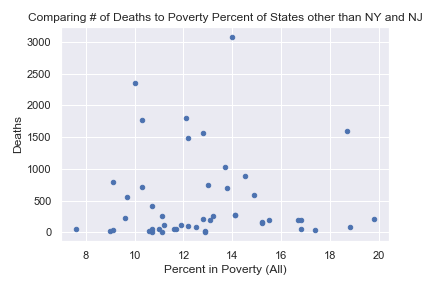 Comparing # of Deaths to Poverty Percent of States other than NY and NJ
3000
2500
2000
1500
1000
500
0
Deaths
8 10 12 14 16 18 20
Percent in Poverty (All)